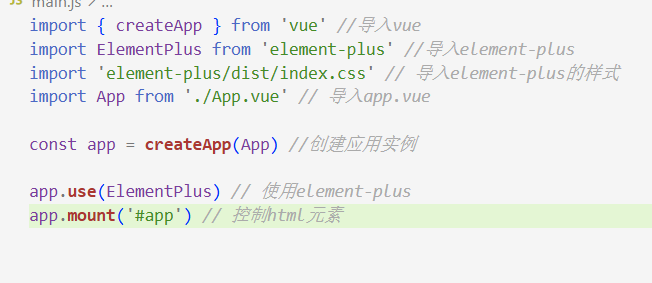 JS main.js > ...
import { createApp } from 'vue' //导入vue
import ElementPlus from 'element-plus' //导入element-plus
import 'element-plus/dist/index.css' // 导入element-plus的样式
import App from './App.vue' // 导入app.vue
const app = createApp(App) //创建应用实例
app.use(ElementPlus) // 使用element-plus
app.mount('#app') // 控制html元素